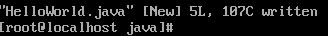 "HelloWorld.java" [New] 5L, 107C written
[root@localhost java]#